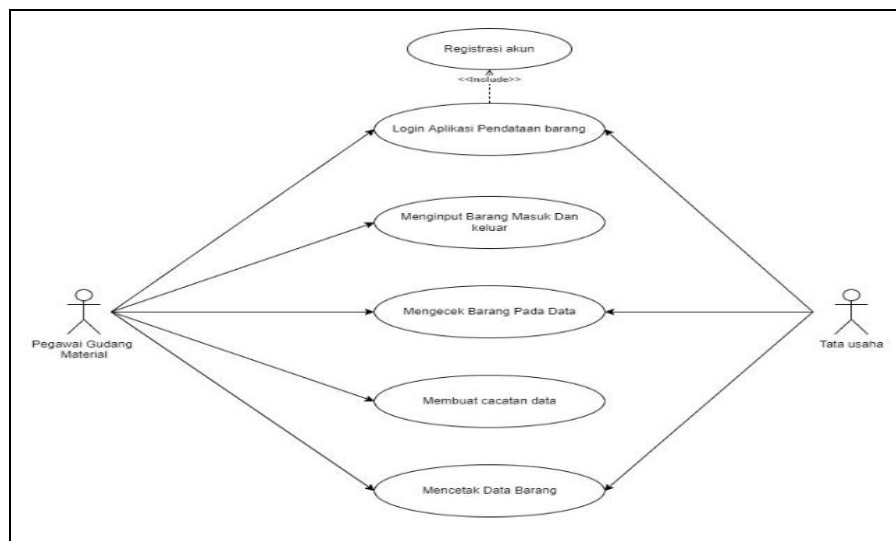 Registrasi akun
<<Include>>
Login Aplikasi Pendataan barang
Menginput Barang Masuk Dan
keluar
Mengecek Barang Pada Data
Pegawai Gudang
Material
Tata usaha
Membuat cacatan data
Mencetak Data Barang